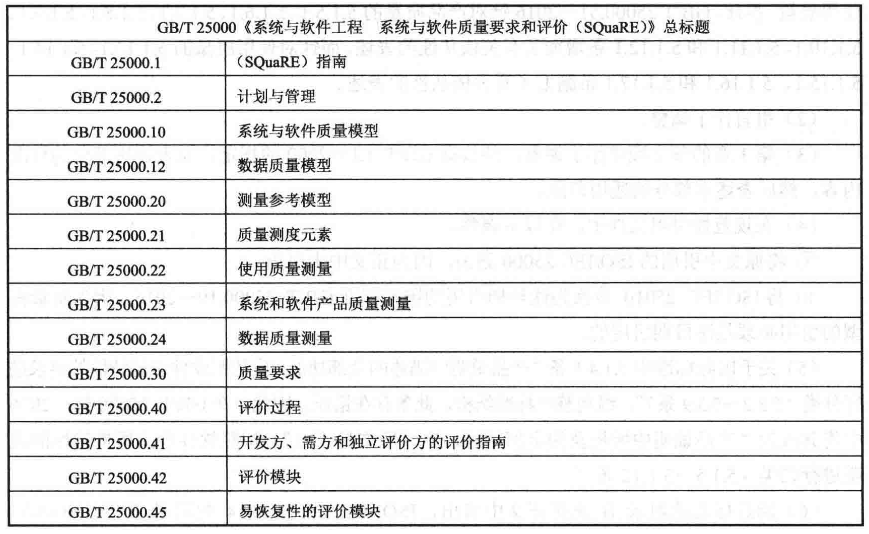 GB/T 25000《系统与软件工程 系统与软件质量要求和评价（SQuaRE）》总标题
GB/T 25000.1 （SQuaRE）指南
GB/T 25000.2 计划与管理
GB/T 25000.10 系统与软件质量模型
GB/T 25000.12 数据质量模型
GB/T 25000.20 测量参考模型
GB/T 25000.21 质量测度元素
GB/T 25000.22 使用质量测量
GB/T 25000.23 系统和软件产品质量测量
GB/T 25000.24 数据质量测量
GB/T 25000.30 质量要求
GB/T 25000.40 评价过程
GB/T 25000.41 开发方、需方和独立评价方的评价指南
GB/T 25000.42 评价模块
GB/T 25000.45 易恢复性的评价模块